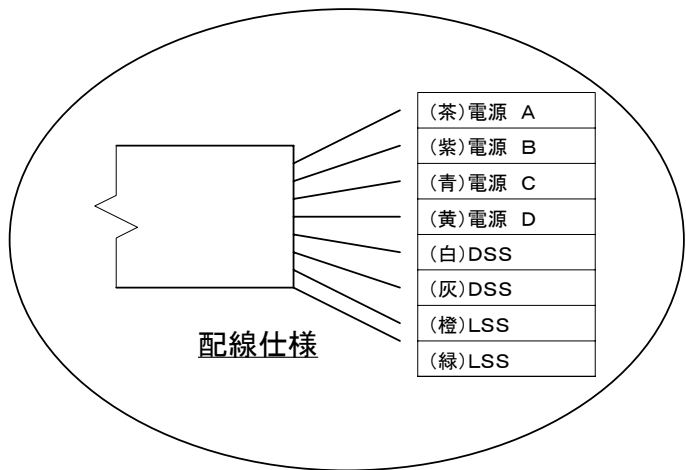 (茶)電源 A
(紫)電源 B
(青)電源 C
(黄)電源 D
(白)DSS
(灰)DSS
(橙)LSS
(緑)LSS
配線仕様